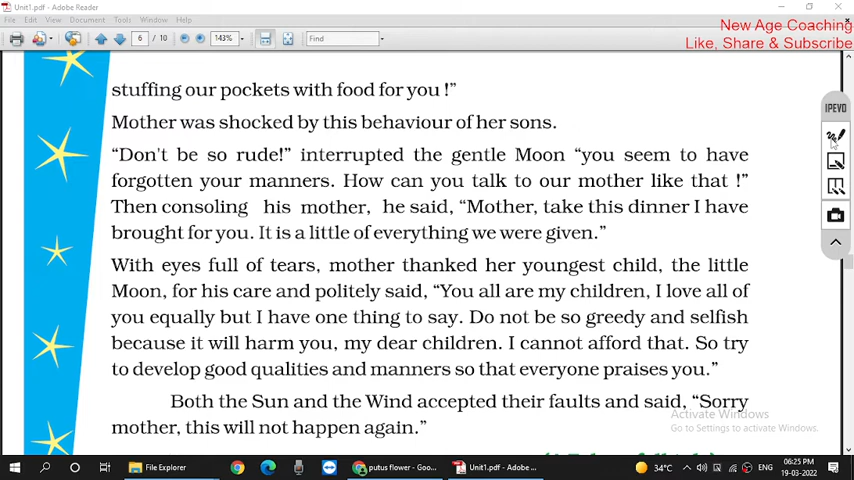 Unit1.pdf - Adobe Reader
File Edit View Document Tools Window Help
New Age Coaching
Like, Share & Subscribe
6 / 10 143% Find
IPEVO
stuffing our pockets with food for you !”
Mother was shocked by this behaviour of her sons.
“Don't be so rude!” interrupted the gentle Moon “you seem to have
forgotten your manners. How can you talk to our mother like that !”
Then consoling his mother, he said, “Mother, take this dinner I have
brought for you. It is a little of everything we were given.”
With eyes full of tears, mother thanked her youngest child, the little
Moon, for his care and politely said, “You all are my children, I love all of
you equally but I have one thing to say. Do not be so greedy and selfish
because it will harm you, my dear children. I cannot afford that. So try
to develop good qualities and manners so that everyone praises you.”
Both the Sun and the Wind accepted their faults and said, “Sorry
mother, this will not happen again.”
Activate Windows
Go to Settings to activate Windows.
File Explorer putus flower - Goo... Unit1.pdf - Adobe ... 34°C ENG 06:25 PM
19-03-2022